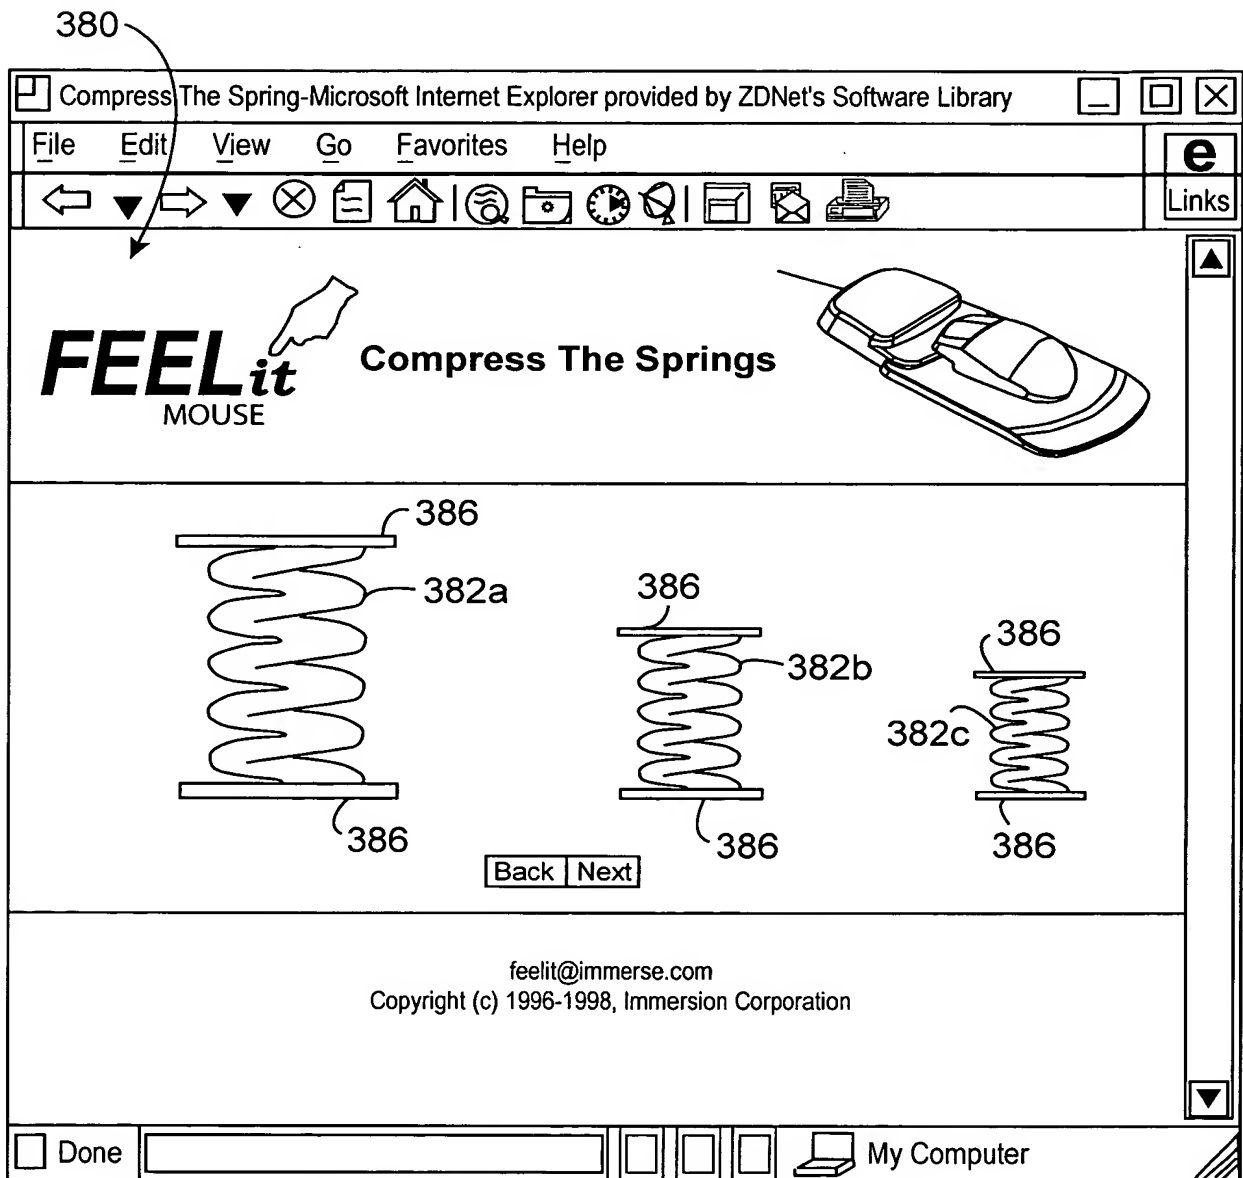 380
Compress The Spring-Microsoft Internet Explorer provided by ZDNet's Software Library
File Edit View Go Favorites Help
e
Links
FEELit
MOUSE
Compress The Springs
386
382a
386
382b
386
382c
386
386
386
Back Next
feelit@immerse.com
Copyright (c) 1996-1998, Immersion Corporation
Done
My Computer